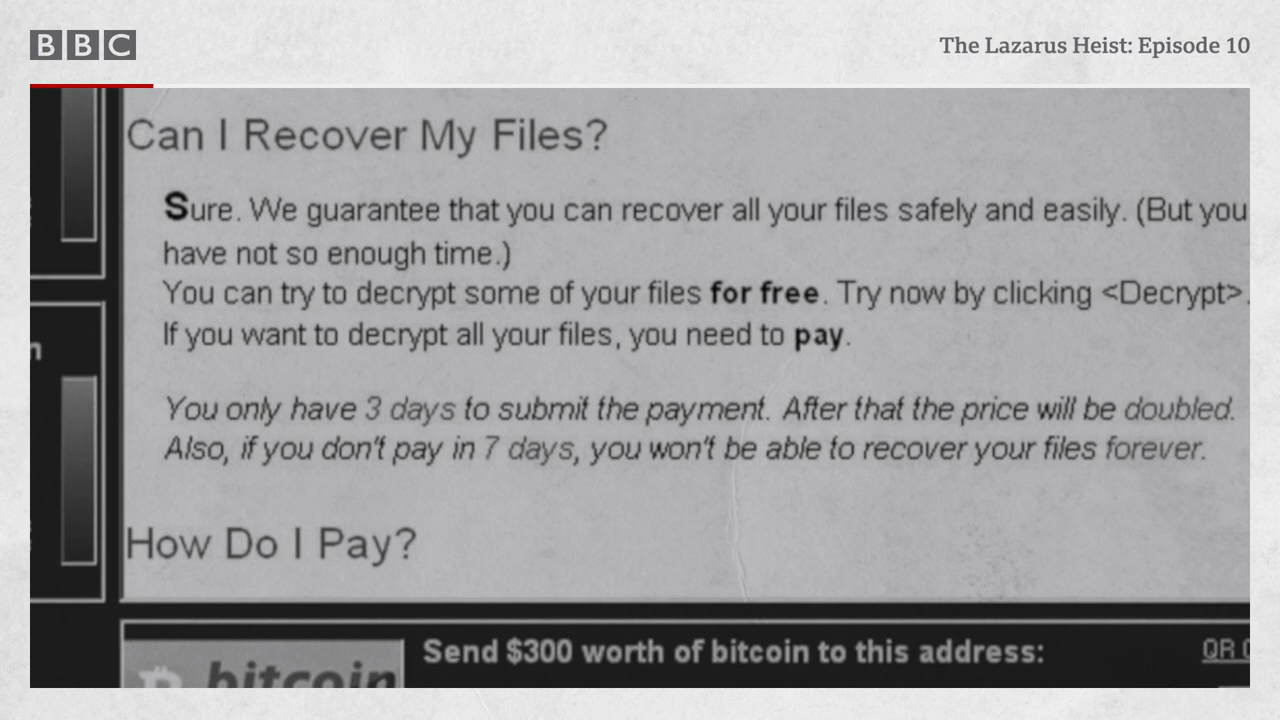 BBC
The Lazarus Heist: Episode 10
Can I Recover My Files?
Sure. We guarantee that you can recover all your files safely and easily. (But you
have not so enough time.)
You can try to decrypt some of your files for free. Try now by clicking <Decrypt>.
If you want to decrypt all your files, you need to pay.
You only have 3 days to submit the payment. After that the price will be doubled.
Also, if you don't pay in 7 days, you won't be able to recover your files forever.
How Do I Pay?
n
Send $300 worth of bitcoin to this address:
QR
bitcoin